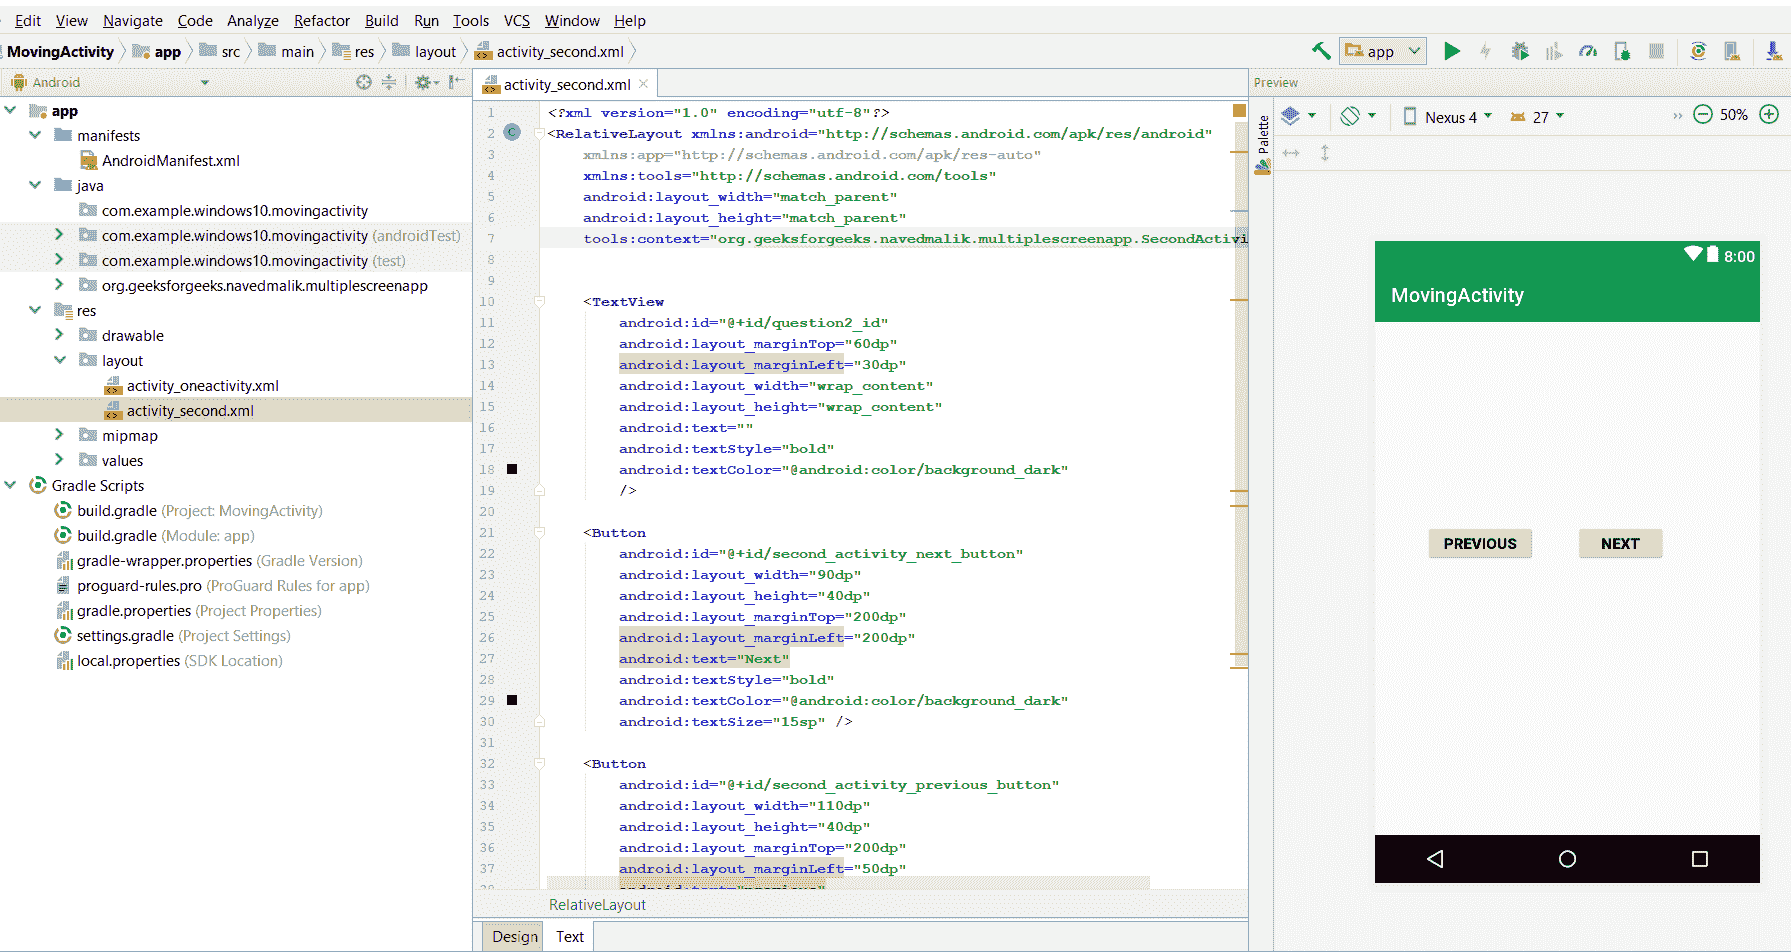 Edit View Navigate Code Analyze Refactor Build Run Tools VCS Window Help
MovingActivity app src main res layout activity_second.xml
app
Android
activity_second.xml
Preview
app
manifests
AndroidManifest.xml
java
com.example.windows10.movingactivity
com.example.windows10.movingactivity (androidTest)
com.example.windows10.movingactivity (test)
org.geeksforgeeks.navedmalik.multiplescreenapp
res
drawable
layout
activity_oneactivity.xml
activity_second.xml
mipmap
values
Gradle Scripts
build.gradle (Project: MovingActivity)
build.gradle (Module: app)
gradle-wrapper.properties (Gradle Version)
proguard-rules.pro (ProGuard Rules for app)
gradle.properties (Project Properties)
settings.gradle (Project Settings)
local.properties (SDK Location)
1 <?xml version="1.0" encoding="utf-8"?>
2 C <RelativeLayout xmlns:android="http://schemas.android.com/apk/res/android"
3 xmlns:app="http://schemas.android.com/apk/res-auto"
4 xmlns:tools="http://schemas.android.com/tools"
5 android:layout_width="match_parent"
6 android:layout_height="match_parent"
7 tools:context="org.geeksforgeeks.navedmalik.multiplescreenapp.SecondActivi
8
9
10 <TextView
11 android:id="@+id/question2_id"
12 android:layout_marginTop="60dp"
13 android:layout_marginLeft="30dp"
14 android:layout_width="wrap_content"
15 android:layout_height="wrap_content"
16 android:text=""
17 android:textStyle="bold"
18 android:textColor="@android:color/background_dark"
19 />
20
21 <Button
22 android:id="@+id/second_activity_next_button"
23 android:layout_width="90dp"
24 android:layout_height="40dp"
25 android:layout_marginTop="200dp"
26 android:layout_marginLeft="200dp"
27 android:text="Next"
28 android:textStyle="bold"
29 android:textColor="@android:color/background_dark"
30 android:textSize="15sp" />
31
32 <Button
33 android:id="@+id/second_activity_previous_button"
34 android:layout_width="110dp"
35 android:layout_height="40dp"
36 android:layout_marginTop="200dp"
37 android:layout_marginLeft="50dp"
RelativeLayout
Design Text
Palette
Nexus 4 27 50%
8:00
MovingActivity
PREVIOUS NEXT